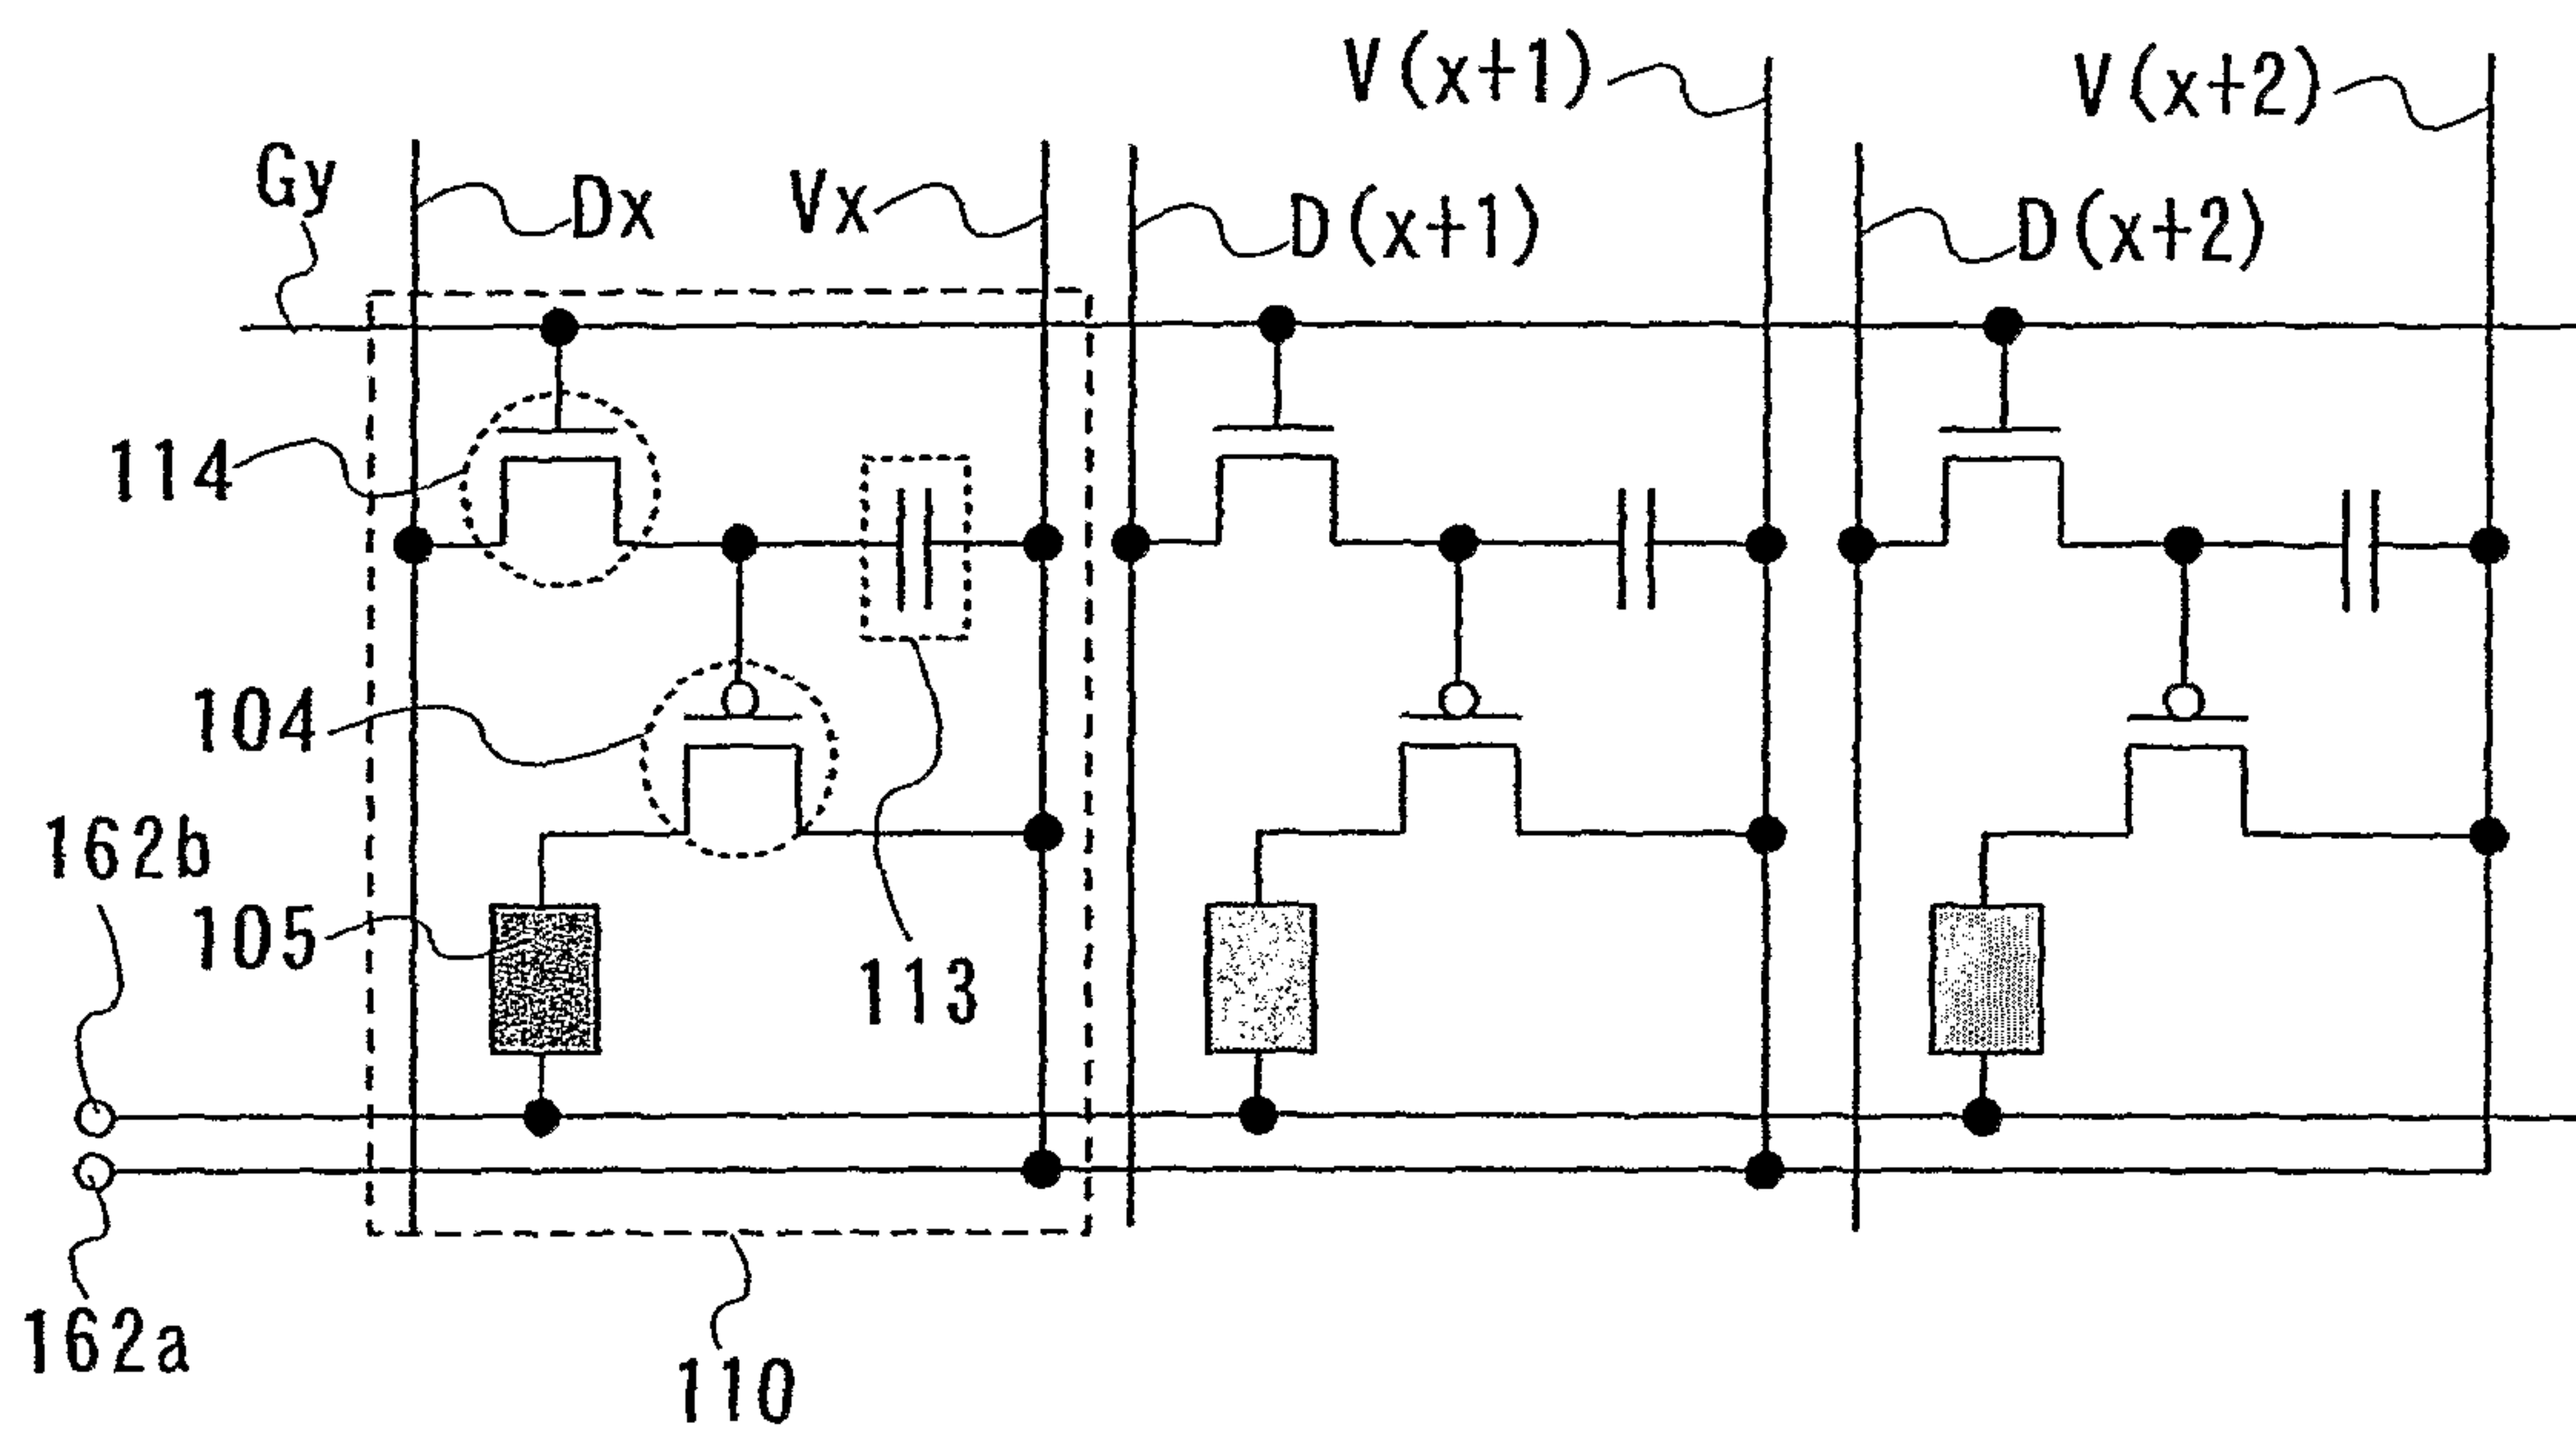 V(x+1)
V(x+2)
Gy
Dx
Vx
D(x+1)
D(x+2)
114
104
162b
105
113
162a
110